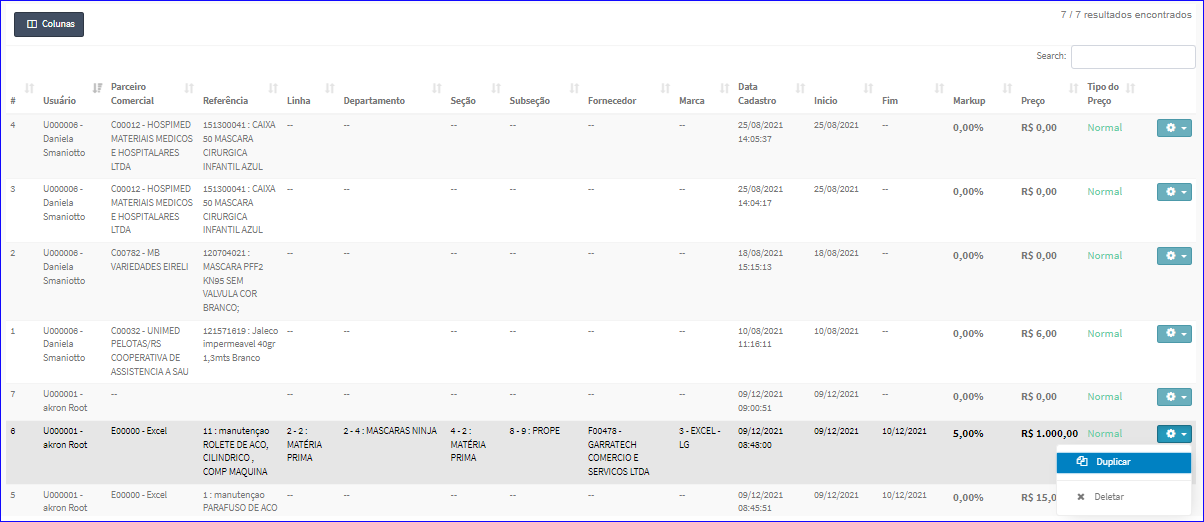 Colunas
7 / 7 resultados encontrados
Search:
# Usuário Parceiro Comercial Referência Linha Departamento Seção Subseção Fornecedor Marca Data Cadastro Inicio Fim Markup Preço Tipo do Preço
4 U000006 - C00012 - HOSPIMED 151300041 : CAIXA -- -- -- -- -- -- 25/08/2021 25/08/2021 -- 0,00% R$ 0,00 Normal
Daniela MATERIAIS MEDICOS 50 MASCARA 14:05:37
Smaniotto E HOSPITALARES CIRURGICA
LTDA INFANTIL AZUL
3 U000006 - C00012 - HOSPIMED 151300041 : CAIXA -- -- -- -- -- -- 25/08/2021 25/08/2021 -- 0,00% R$ 0,00 Normal
Daniela MATERIAIS MEDICOS 50 MASCARA 14:04:17
Smaniotto E HOSPITALARES CIRURGICA
LTDA INFANTIL AZUL
2 U000006 - C00782 - MB 120704021 : -- -- -- -- -- -- 18/08/2021 18/08/2021 -- 0,00% R$ 0,00 Normal
Daniela VARIEDADES EIRELI MASCARA PFF2 15:15:13
Smaniotto KN95 SEM
VALVULA COR
BRANCO;
1 U000006 - C00032 - UNIMED 121571619 : Jaleco -- -- -- -- -- -- 10/08/2021 10/08/2021 -- 0,00% R$ 6,00 Normal
Daniela PELOTAS/RS impermeavel 40gr 11:16:11
Smaniotto COOPERATIVA DE 1,3mts Branco
ASSISTENCIA A SAU
7 U000001 - -- -- -- -- -- -- -- 09/12/2021 09/12/2021 -- 0,00% R$ 0,00 Normal
akron Root 09:00:51
6 U000001 - E00000 - Excel 11 : manutençao 2 - 2 : 2 - 4 : MASCARAS NINJA 4 - 2 : 8 - 9 : PROPE F00478 - 3 - EXCEL - 09/12/2021 09/12/2021 10/12/2021 5,00% R$ 1.000,00 Normal
akron Root ROLETE DE ACO, MATÉRIA MATÉRIA GARRATECH LG 08:48:00
CILINDRICO , PRIMA PRIMA COMERCIO E
COMP MAQUINA SERVICOS LTDA
Duplicar
5 U000001 - E00000 - Excel 1 : manutençao -- -- -- -- -- -- 09/12/2021 09/12/2021 10/12/2021 0,00% R$ 15,0
akron Root PARAFUSO DE ACO 08:45:51
Deletar